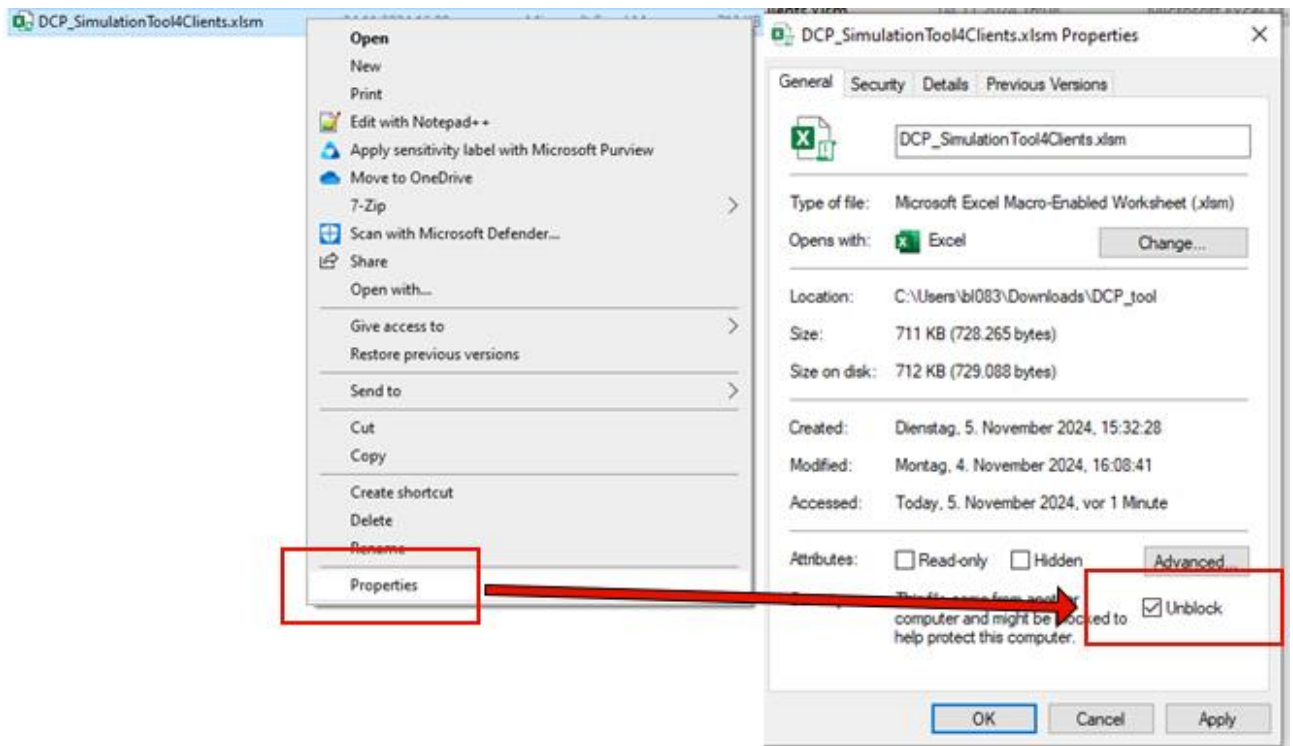 DCP_SimulationTool4Clients.xlsm
Open
New
Print
Edit with Notepad++
Apply sensitivity label with Microsoft Purview
Move to OneDrive
7-Zip
Scan with Microsoft Defender...
Share
Open with...
Give access to
Restore previous versions
Send to
Cut
Copy
Create shortcut
Delete
Rename
Properties
DCP_SimulationTool4Clients.xlsm Properties
General Security Details Previous Versions
DCP_SimulationTool4Clients.xlsm
Type of file: Microsoft Excel Macro-Enabled Worksheet (.xlsm)
Opens with: Excel Change...
Location: C:\Users\bl083\Downloads\DCP_tool
Size: 711 KB (728.265 bytes)
Size on disk: 712 KB (729.088 bytes)
Created: Dienstag, 5. November 2024, 15:32:28
Modified: Montag, 4. November 2024, 16:08:41
Accessed: Today, 5. November 2024, vor 1 Minute
Attributes: Read-only Hidden Advanced...
This file came from another
computer and might be blocked to
help protect this computer.
Unblock
OK Cancel Apply